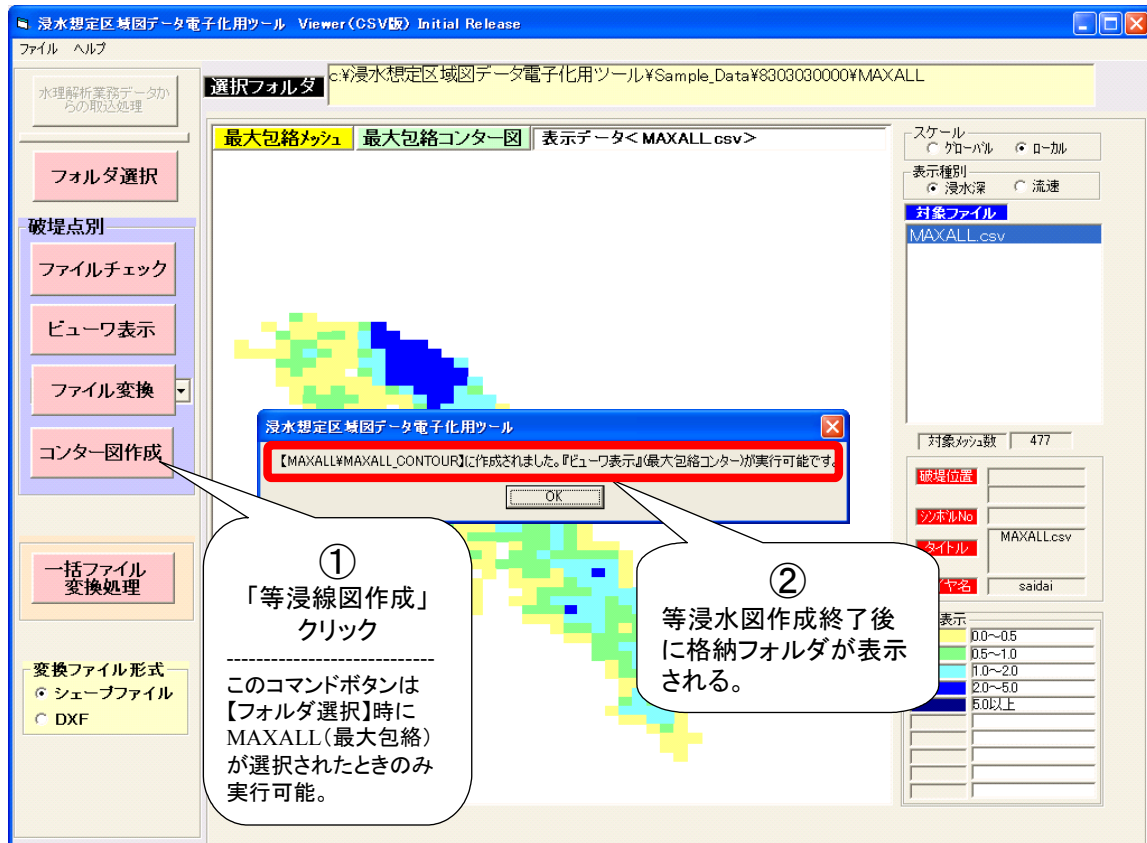 浸水想定区域図データ電子化用ツール Viewer(CSV版) Initial Release
ファイル ヘルプ
水理解析業務データか
らの取込処理
選択フォルダ
c:¥浸水想定区域図データ電子化用ツール¥Sample_Data¥8303030000¥MAXALL
フォルダ選択
破堤点別
ファイルチェック
ビューワ表示
ファイル変換
コンター図作成
一括ファイル
変換処理
変換ファイル形式
シェープファイル
DXF
最大包絡メッシュ
最大包絡コンター図
表示データ< MAXALL.csv>
浸水想定区域図データ電子化用ツール
【MAXALL¥MAXALL_CONTOUR】に作成されました。『ビューワ表示』(最大包絡コンター)が実行可能です。
OK
①
「等浸線図作成」
クリック
-----------------------------
このコマンドボタンは
【フォルダ選択】時に
MAXALL(最大包絡)
が選択されたときのみ
実行可能。
②
等浸水図作成終了後
に格納フォルダが表示
される。
スケール
グローバル ローカル
表示種別
浸水深 流速
対象ファイル
MAXALL.csv
対象メッシュ数 477
破堤位置
シンボルNo
タイトル MAXALL.csv
イヤ名 saidai
表示
0.0~0.5
0.5~1.0
1.0~2.0
2.0~5.0
5.0以上